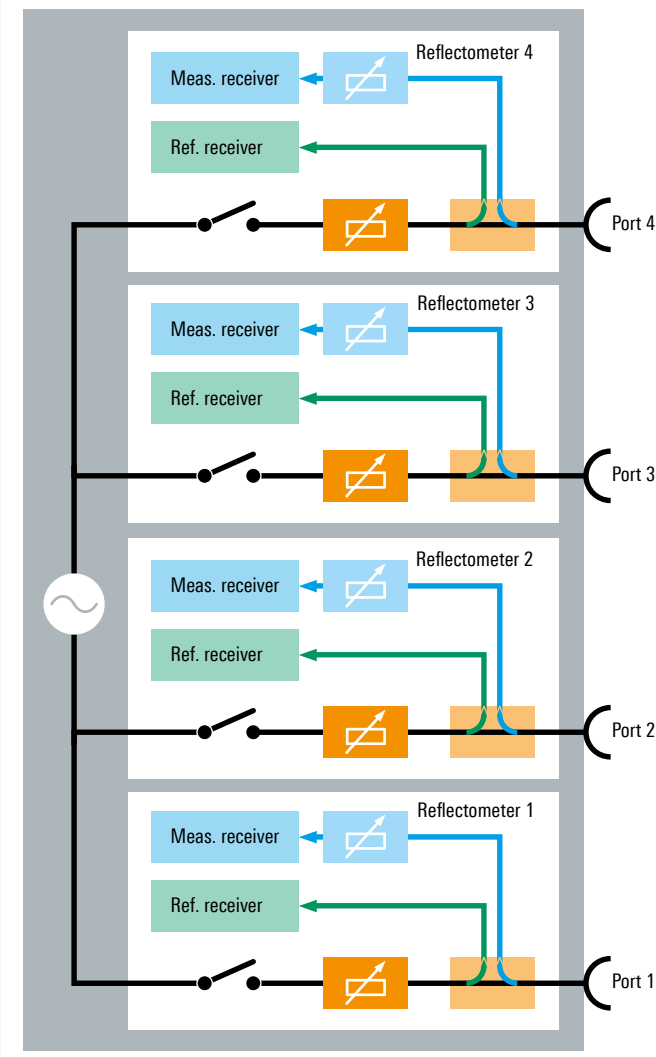 Reflectometer 4
Meas. receiver
Ref. receiver
Port 4
Reflectometer 3
Meas. receiver
Ref. receiver
Port 3
Reflectometer 2
Meas. receiver
Ref. receiver
Port 2
Reflectometer 1
Meas. receiver
Ref. receiver
Port 1